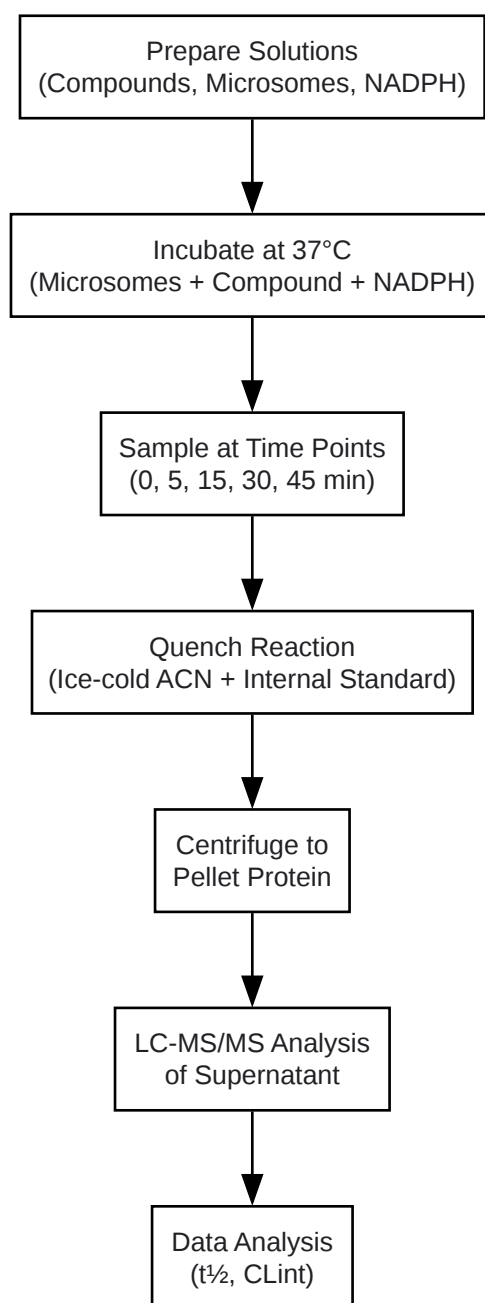 Prepare Solutions
(Compounds, Microsomes, NADPH)
Incubate at 37°C
(Microsomes + Compound + NADPH)
Sample at Time Points
(0, 5, 15, 30, 45 min)
Quench Reaction
(Ice-cold ACN + Internal Standard)
Centrifuge to
Pellet Protein
LC-MS/MS Analysis
of Supernatant
Data Analysis
(t½, CLint)